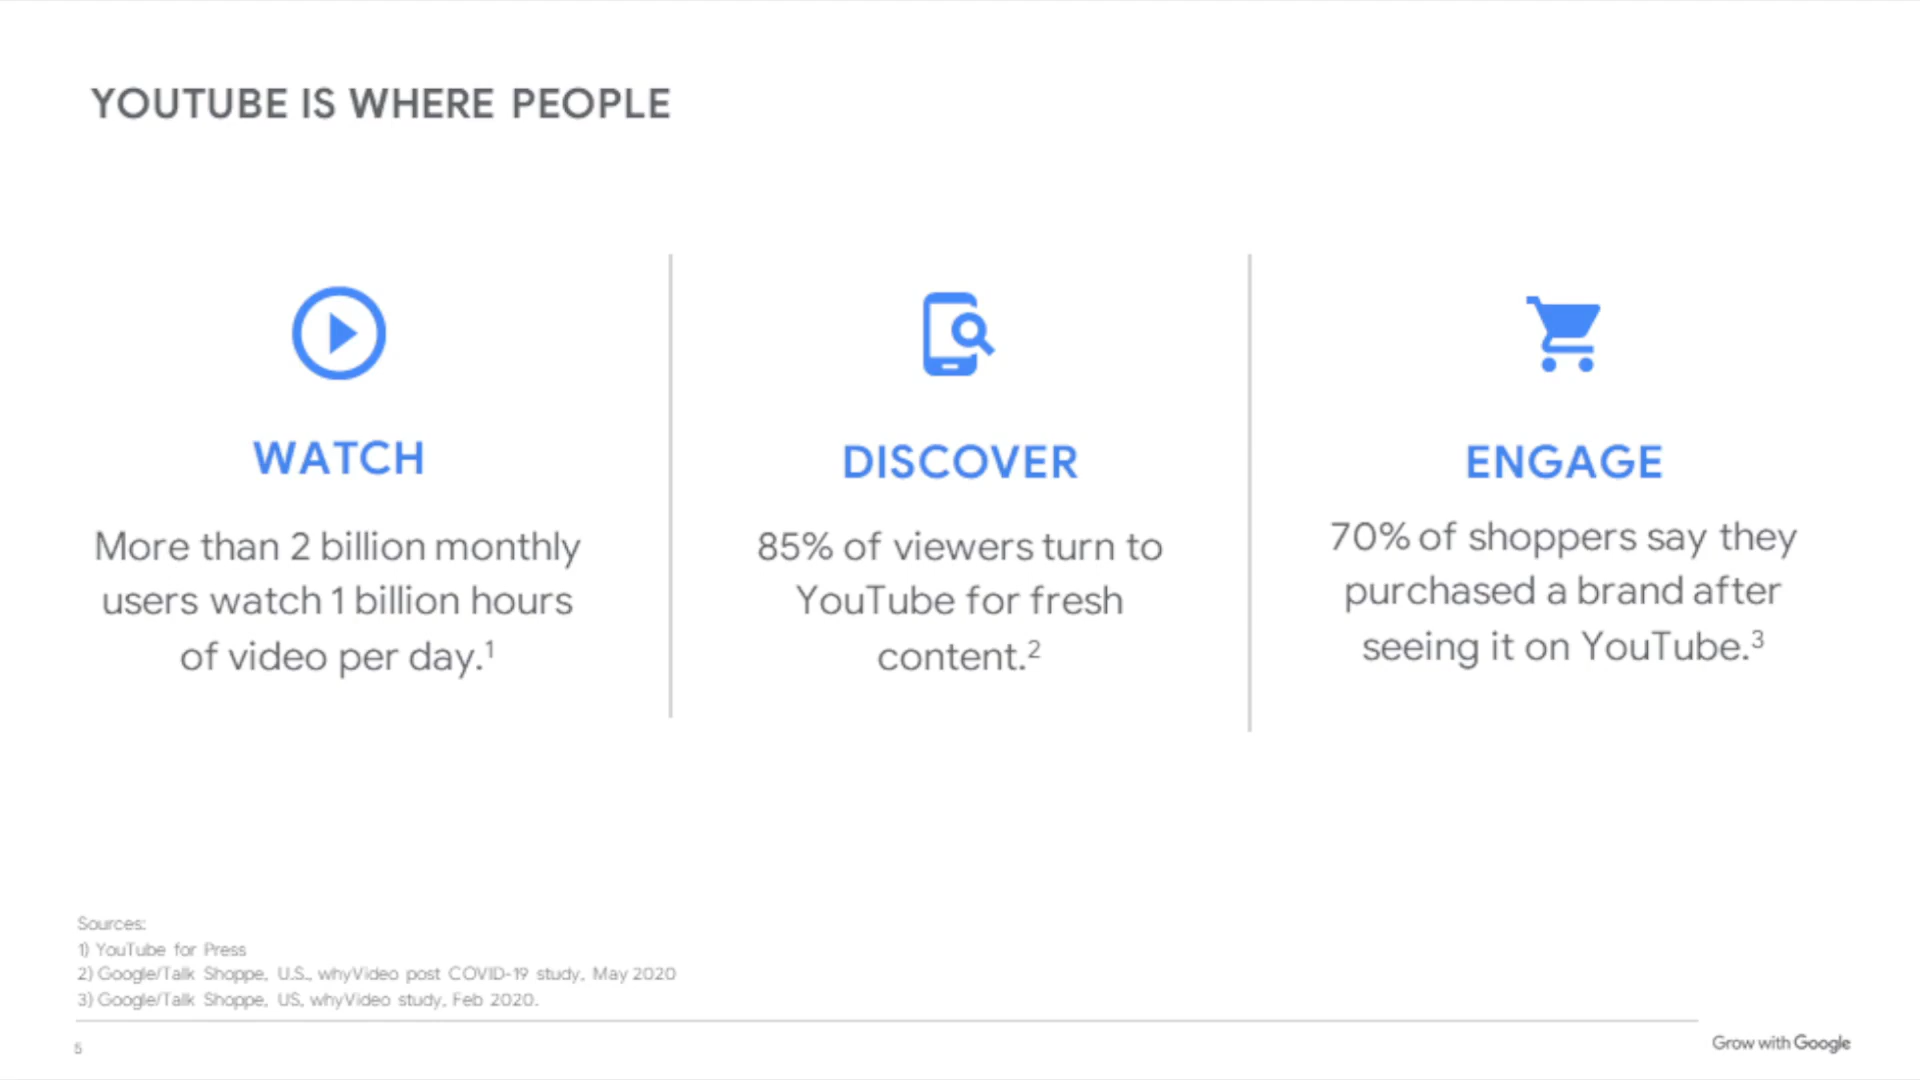 YOUTUBE IS WHERE PEOPLE
WATCH
More than 2 billion monthly
users watch 1 billion hours
of video per day.¹
DISCOVER
85% of viewers turn to
YouTube for fresh
content.²
ENGAGE
70% of shoppers say they
purchased a brand after
seeing it on YouTube.³
Sources:
1) YouTube for Press
2) Google/Talk Shoppe, U.S., whyVideo post COVID-19 study, May 2020
3) Google/Talk Shoppe, US, whyVideo study, Feb 2020.
5
Grow with Google